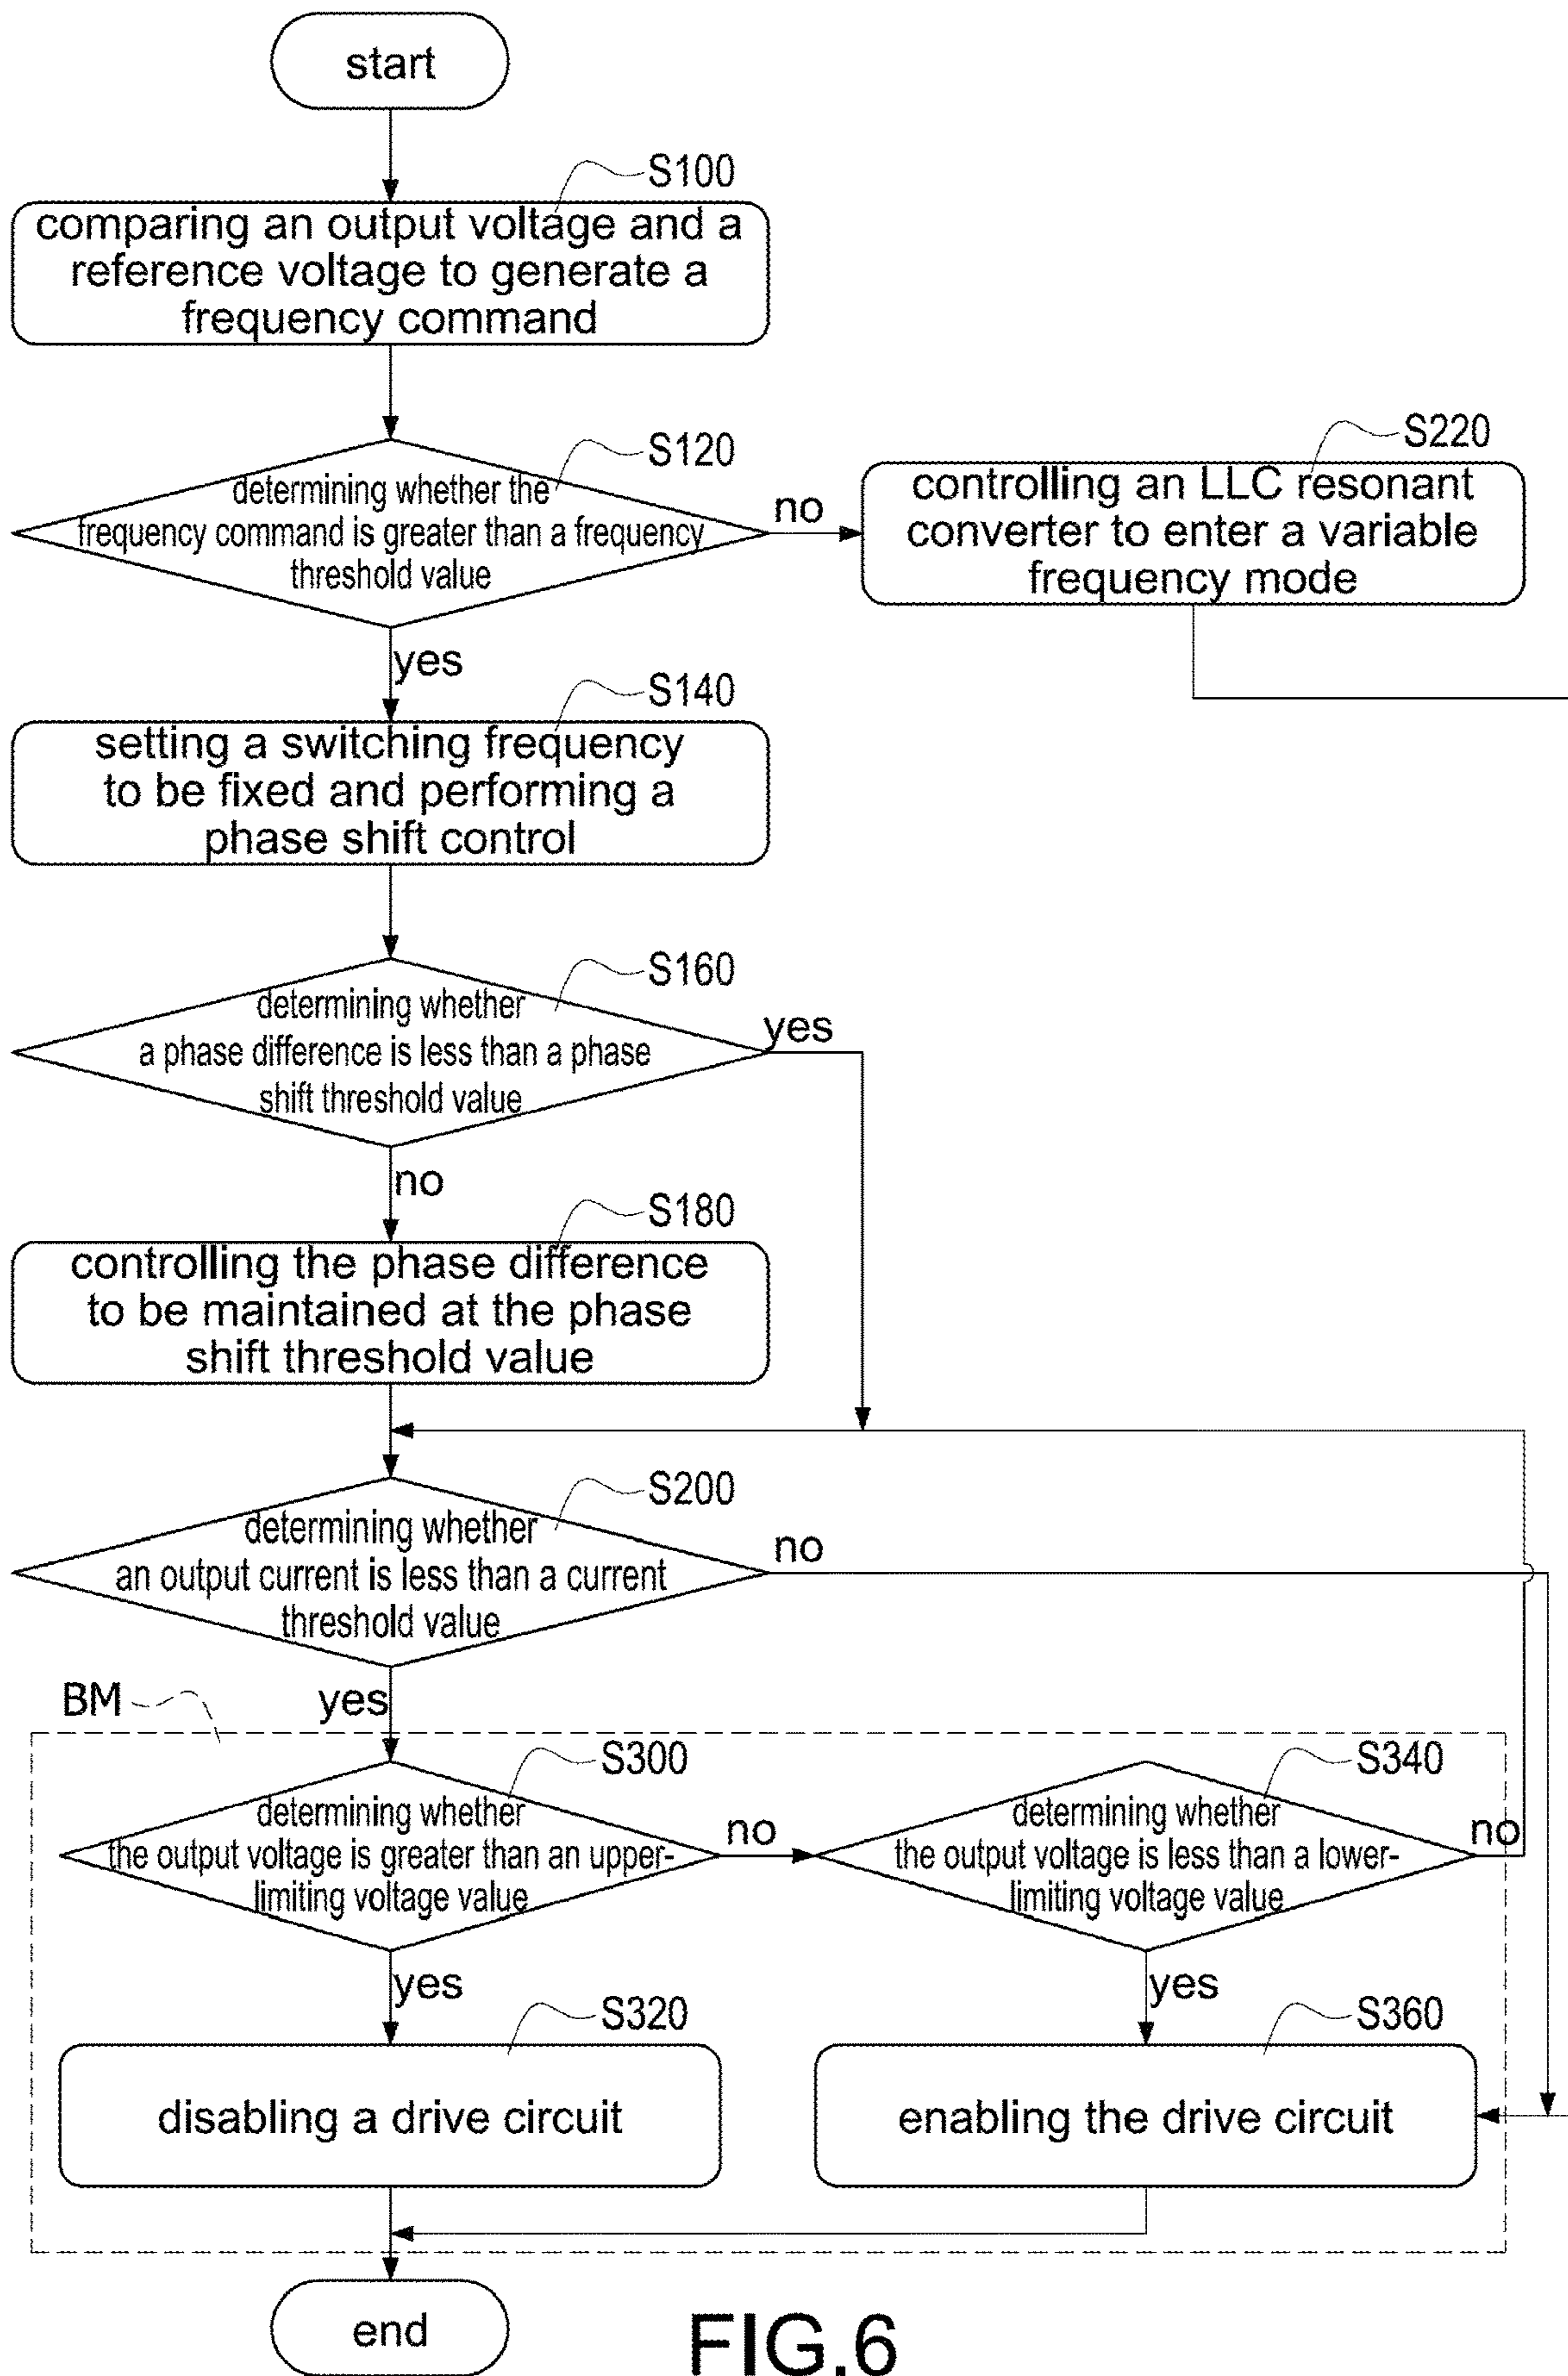 start
S100
comparing an output voltage and a
reference voltage to generate a
frequency command
S120
determining whether the
frequency command is greater than a frequency
threshold value
no
S220
controlling an LLC resonant
converter to enter a variable
frequency mode
yes
S140
setting a switching frequency
to be fixed and performing a
phase shift control
S160
determining whether
a phase difference is less than a phase
shift threshold value
yes
no
S180
controlling the phase difference
to be maintained at the phase
shift threshold value
S200
determining whether
an output current is less than a current
threshold value
no
BM
yes
S300
determining whether
the output voltage is greater than an upper-
limiting voltage value
no
S340
determining whether
the output voltage is less than a lower-
limiting voltage value
no
yes
S320
disabling a drive circuit
yes
S360
enabling the drive circuit
end
FIG.6